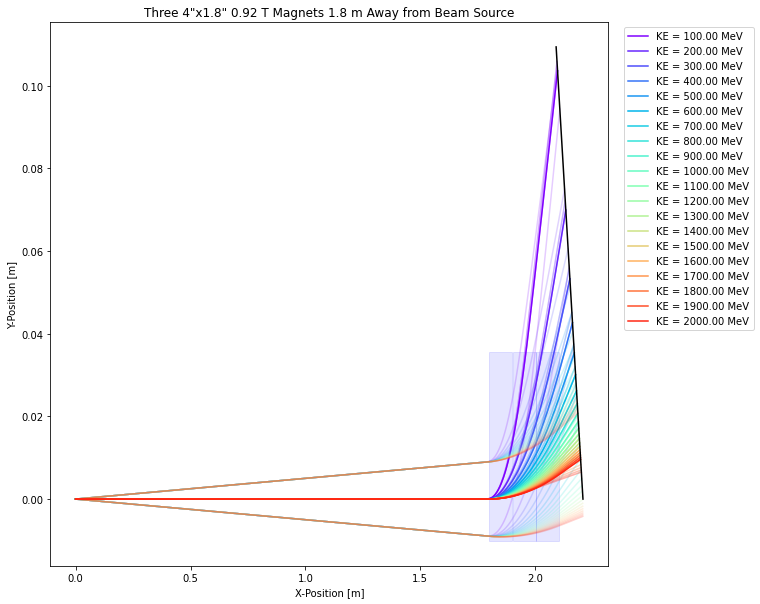 Three 4"x1.8" 0.92 T Magnets 1.8 m Away from Beam Source
KE = 100.00 MeV
KE = 200.00 MeV
KE = 300.00 MeV
KE = 400.00 MeV
KE = 500.00 MeV
KE = 600.00 MeV
KE = 700.00 MeV
KE = 800.00 MeV
KE = 900.00 MeV
KE = 1000.00 MeV
KE = 1100.00 MeV
KE = 1200.00 MeV
KE = 1300.00 MeV
KE = 1400.00 MeV
KE = 1500.00 MeV
KE = 1600.00 MeV
KE = 1700.00 MeV
KE = 1800.00 MeV
KE = 1900.00 MeV
KE = 2000.00 MeV
Y-Position [m]
0.10
0.08
0.06
0.04
0.02
0.00
0.0
0.5
1.0
1.5
2.0
X-Position [m]